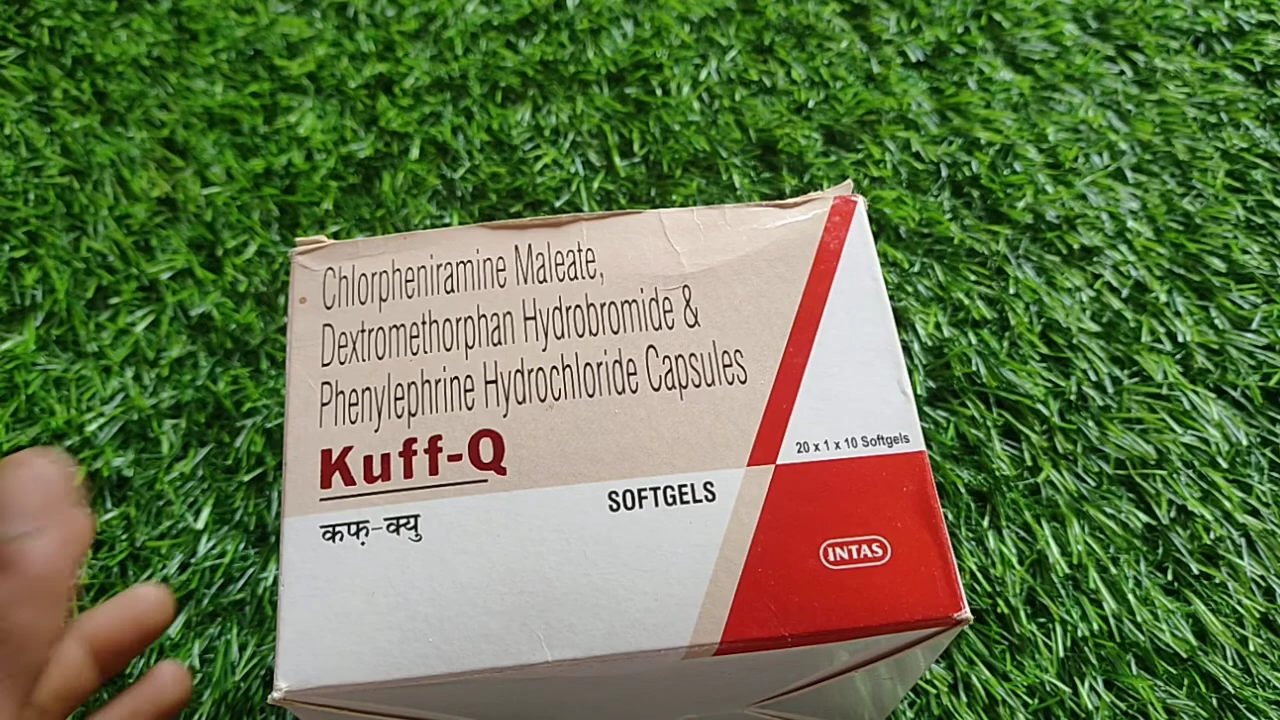 Chlorpheniramine Maleate,
Dextromethorphan Hydrobromide &
Phenylephrine Hydrochloride Capsules
Kuff-Q
कफ़-क्यु
SOFTGELS
20 x 1 x 10 Softgels
INTAS